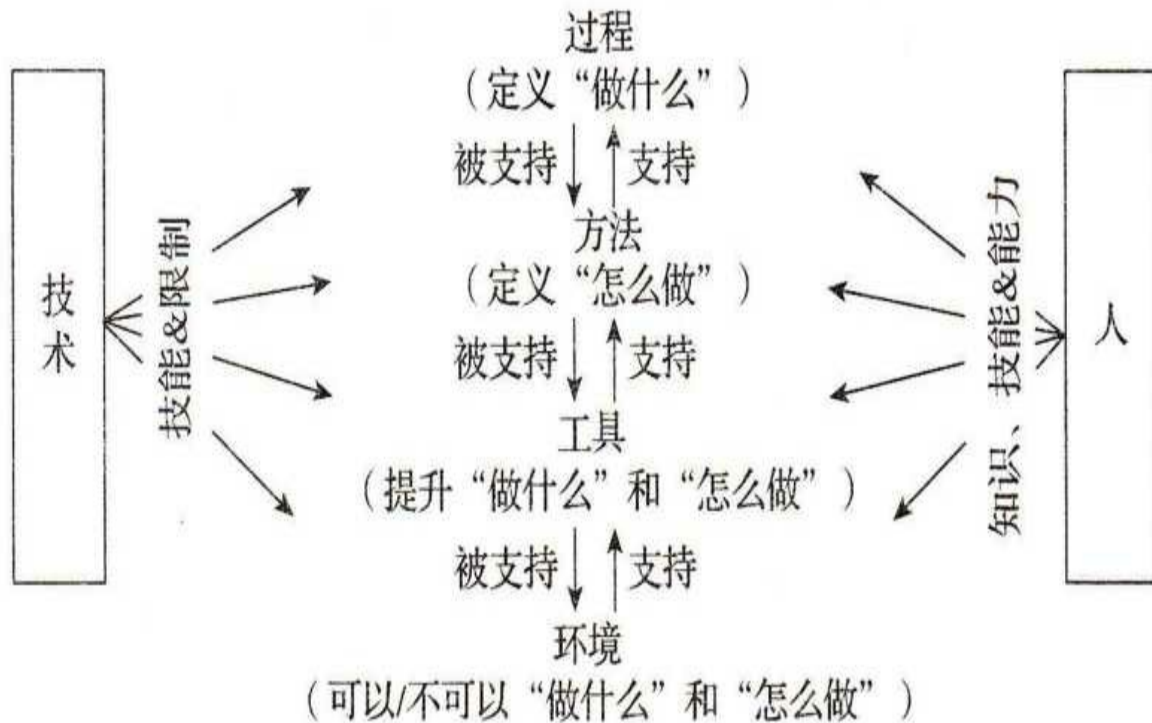 过程
（定义“做什么”）
被支持 支持
方法
（定义“怎么做”）
被支持 支持
工具
（提升“做什么”和“怎么做”）
被支持 支持
环境
（可以/不可以“做什么”和“怎么做”）
技术
技能&限制
知识、技能&能力
人